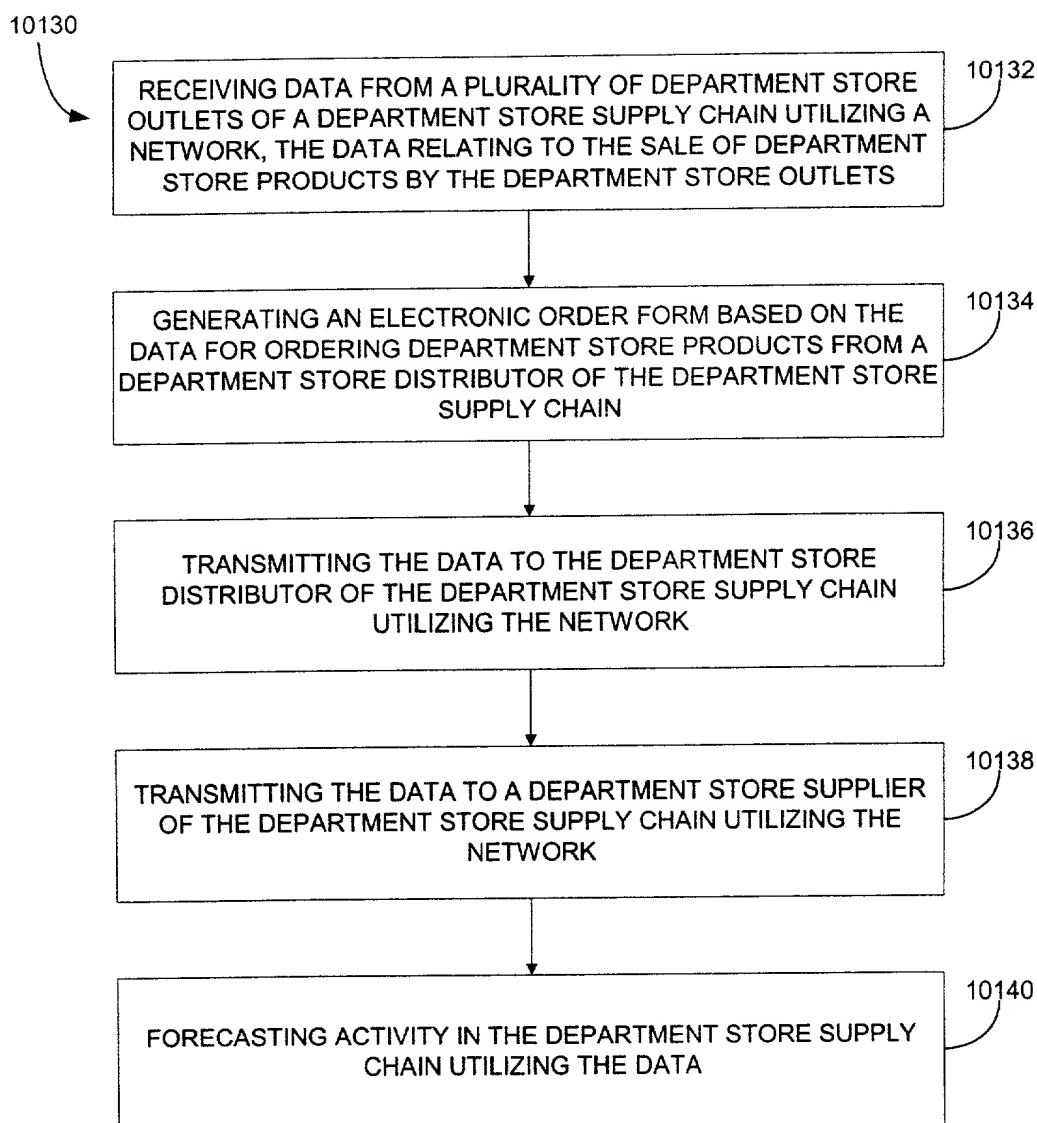 10130
10132
RECEIVING DATA FROM A PLURALITY OF DEPARTMENT STORE
OUTLETS OF A DEPARTMENT STORE SUPPLY CHAIN UTILIZING A
NETWORK, THE DATA RELATING TO THE SALE OF DEPARTMENT
STORE PRODUCTS BY THE DEPARTMENT STORE OUTLETS
10134
GENERATING AN ELECTRONIC ORDER FORM BASED ON THE
DATA FOR ORDERING DEPARTMENT STORE PRODUCTS FROM A
DEPARTMENT STORE DISTRIBUTOR OF THE DEPARTMENT STORE
SUPPLY CHAIN
10136
TRANSMITTING THE DATA TO THE DEPARTMENT STORE
DISTRIBUTOR OF THE DEPARTMENT STORE SUPPLY CHAIN
UTILIZING THE NETWORK
10138
TRANSMITTING THE DATA TO A DEPARTMENT STORE SUPPLIER
OF THE DEPARTMENT STORE SUPPLY CHAIN UTILIZING THE
NETWORK
10140
FORECASTING ACTIVITY IN THE DEPARTMENT STORE SUPPLY
CHAIN UTILIZING THE DATA